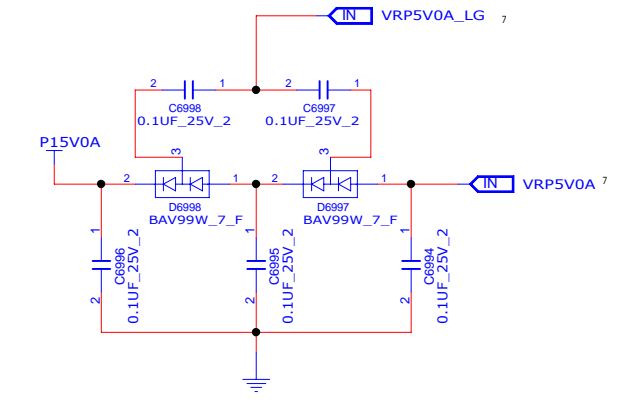 IN VRP5V0A_LG 7
2 1 2 1
C6998 C6997
0.1UF_25V_2 0.1UF_25V_2
P15V0A
3 3
2 1 2 1 IN VRP5V0A 7
D6998 D6997
BAV99W_7_F BAV99W_7_F
1 2 C6996 0.1UF_25V_2
1 2 C6995 0.1UF_25V_2
1 2 C6994 0.1UF_25V_2